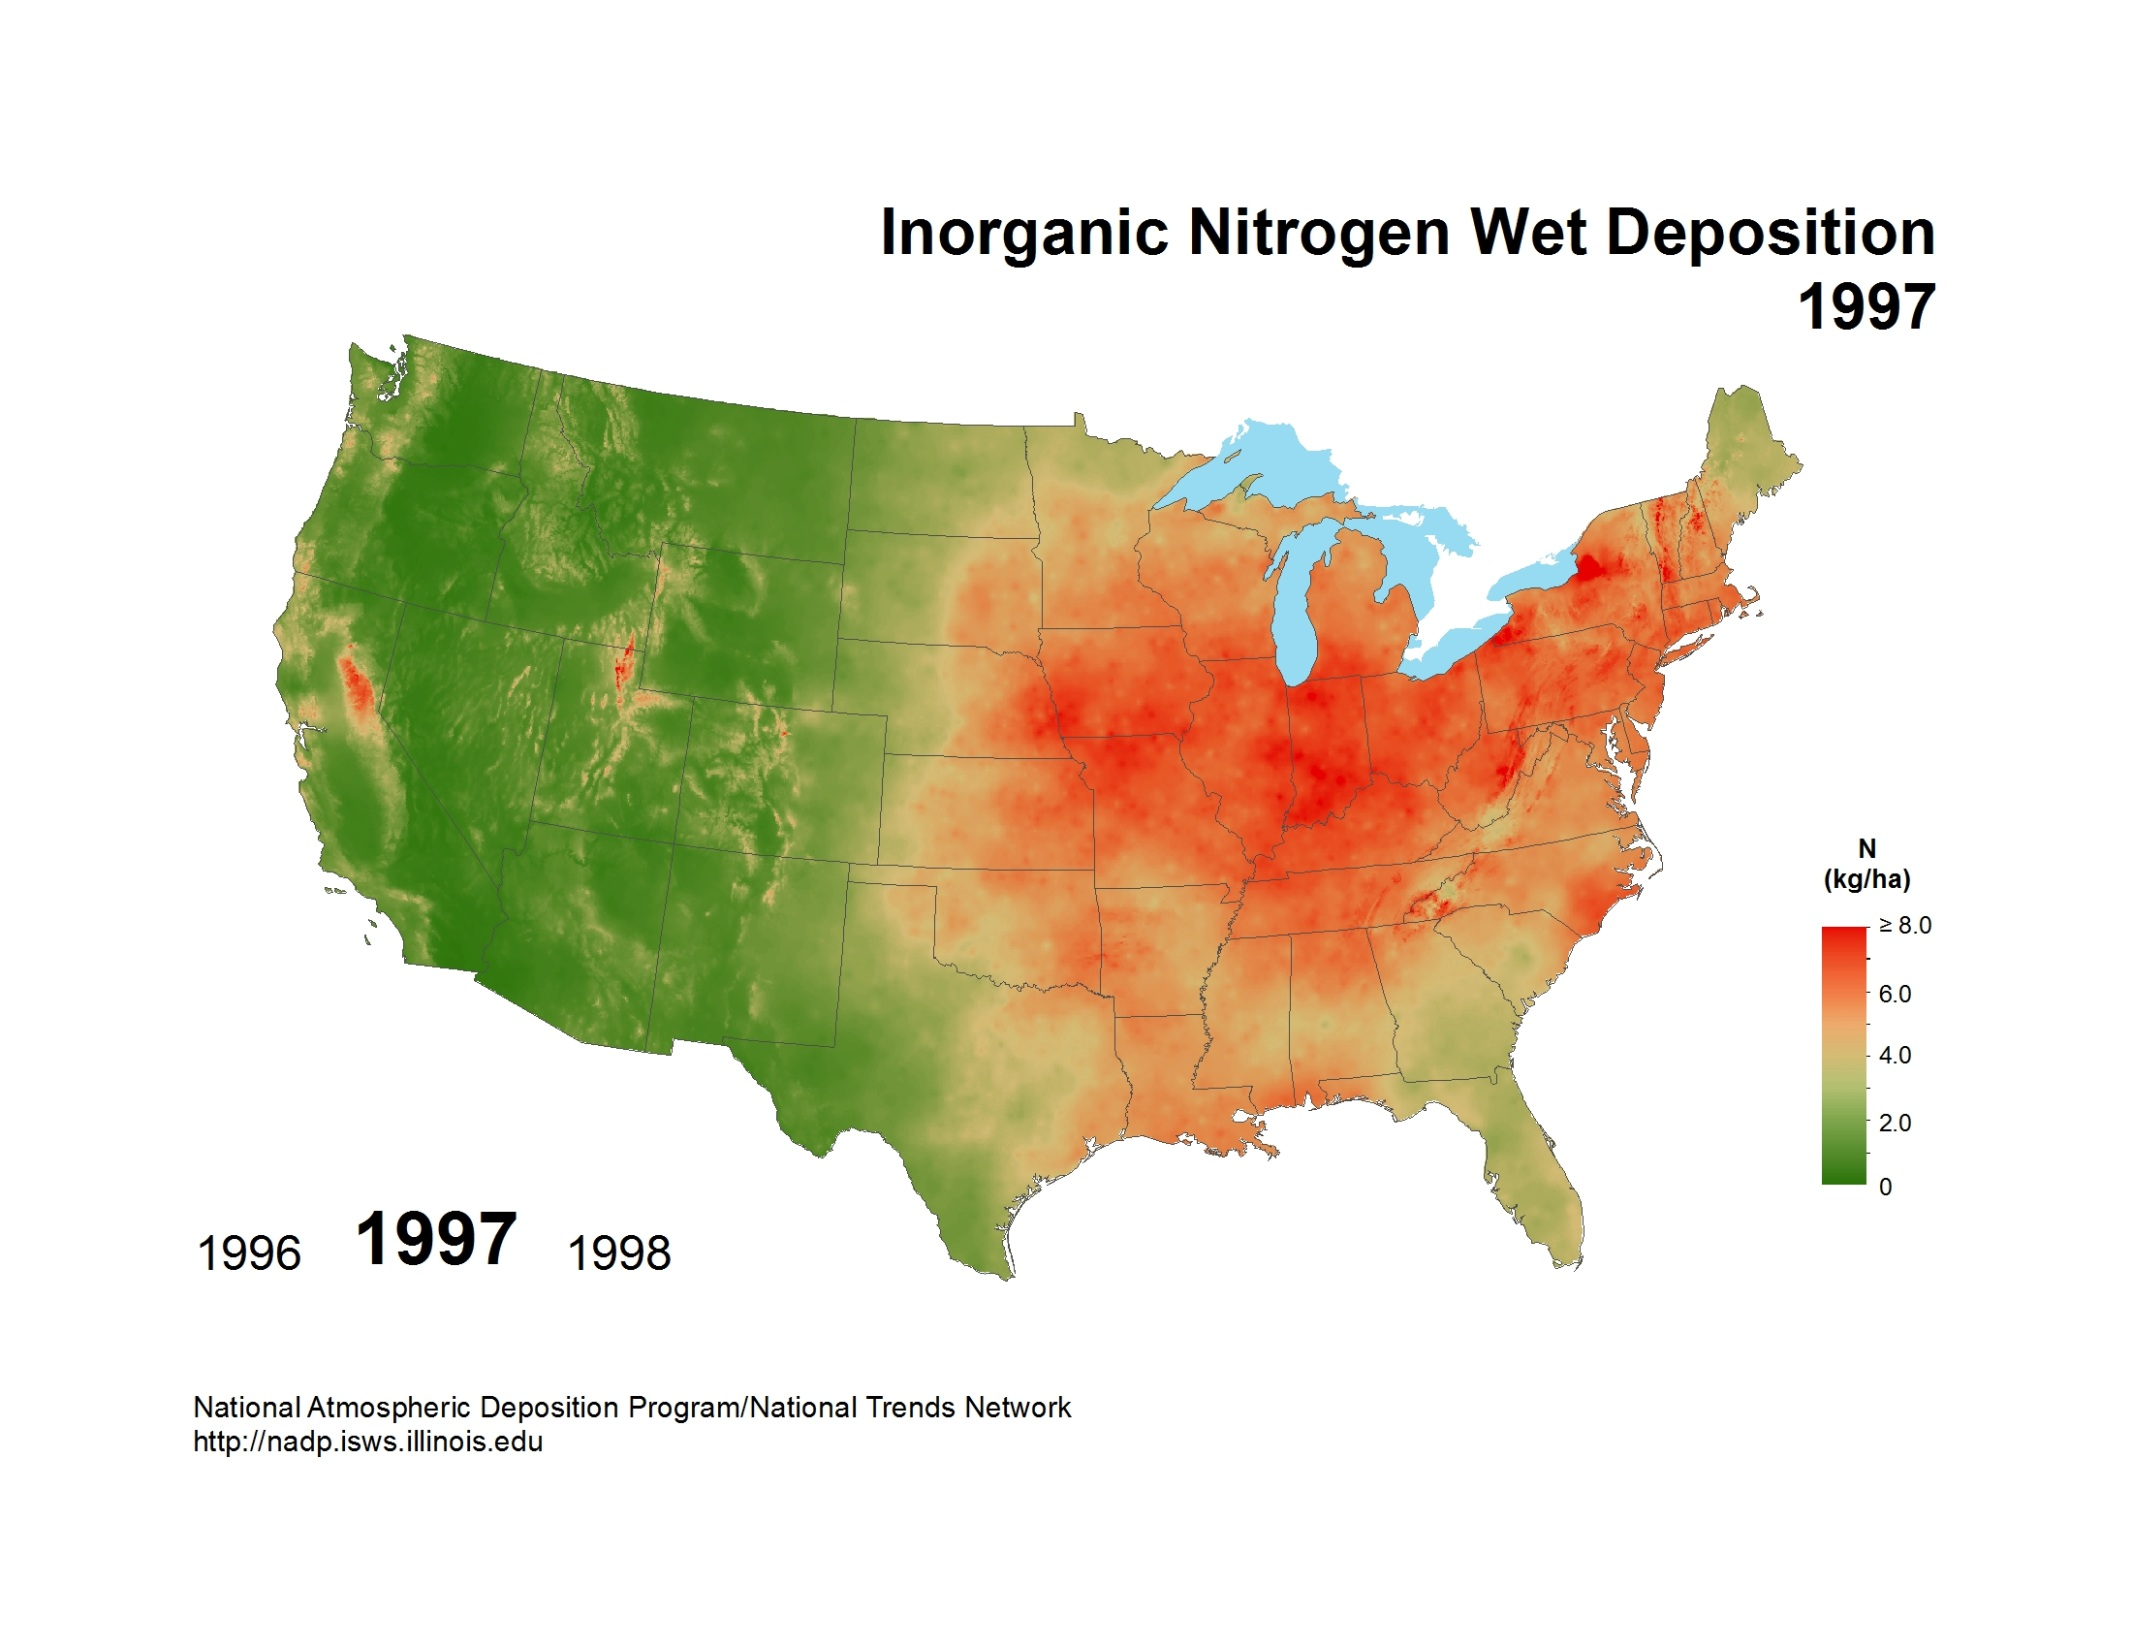 Inorganic Nitrogen Wet Deposition
1997
N
(kg/ha)
≥ 8.0
6.0
4.0
2.0
0
1996 1997 1998
National Atmospheric Deposition Program/National Trends Network
http://nadp.isws.illinois.edu